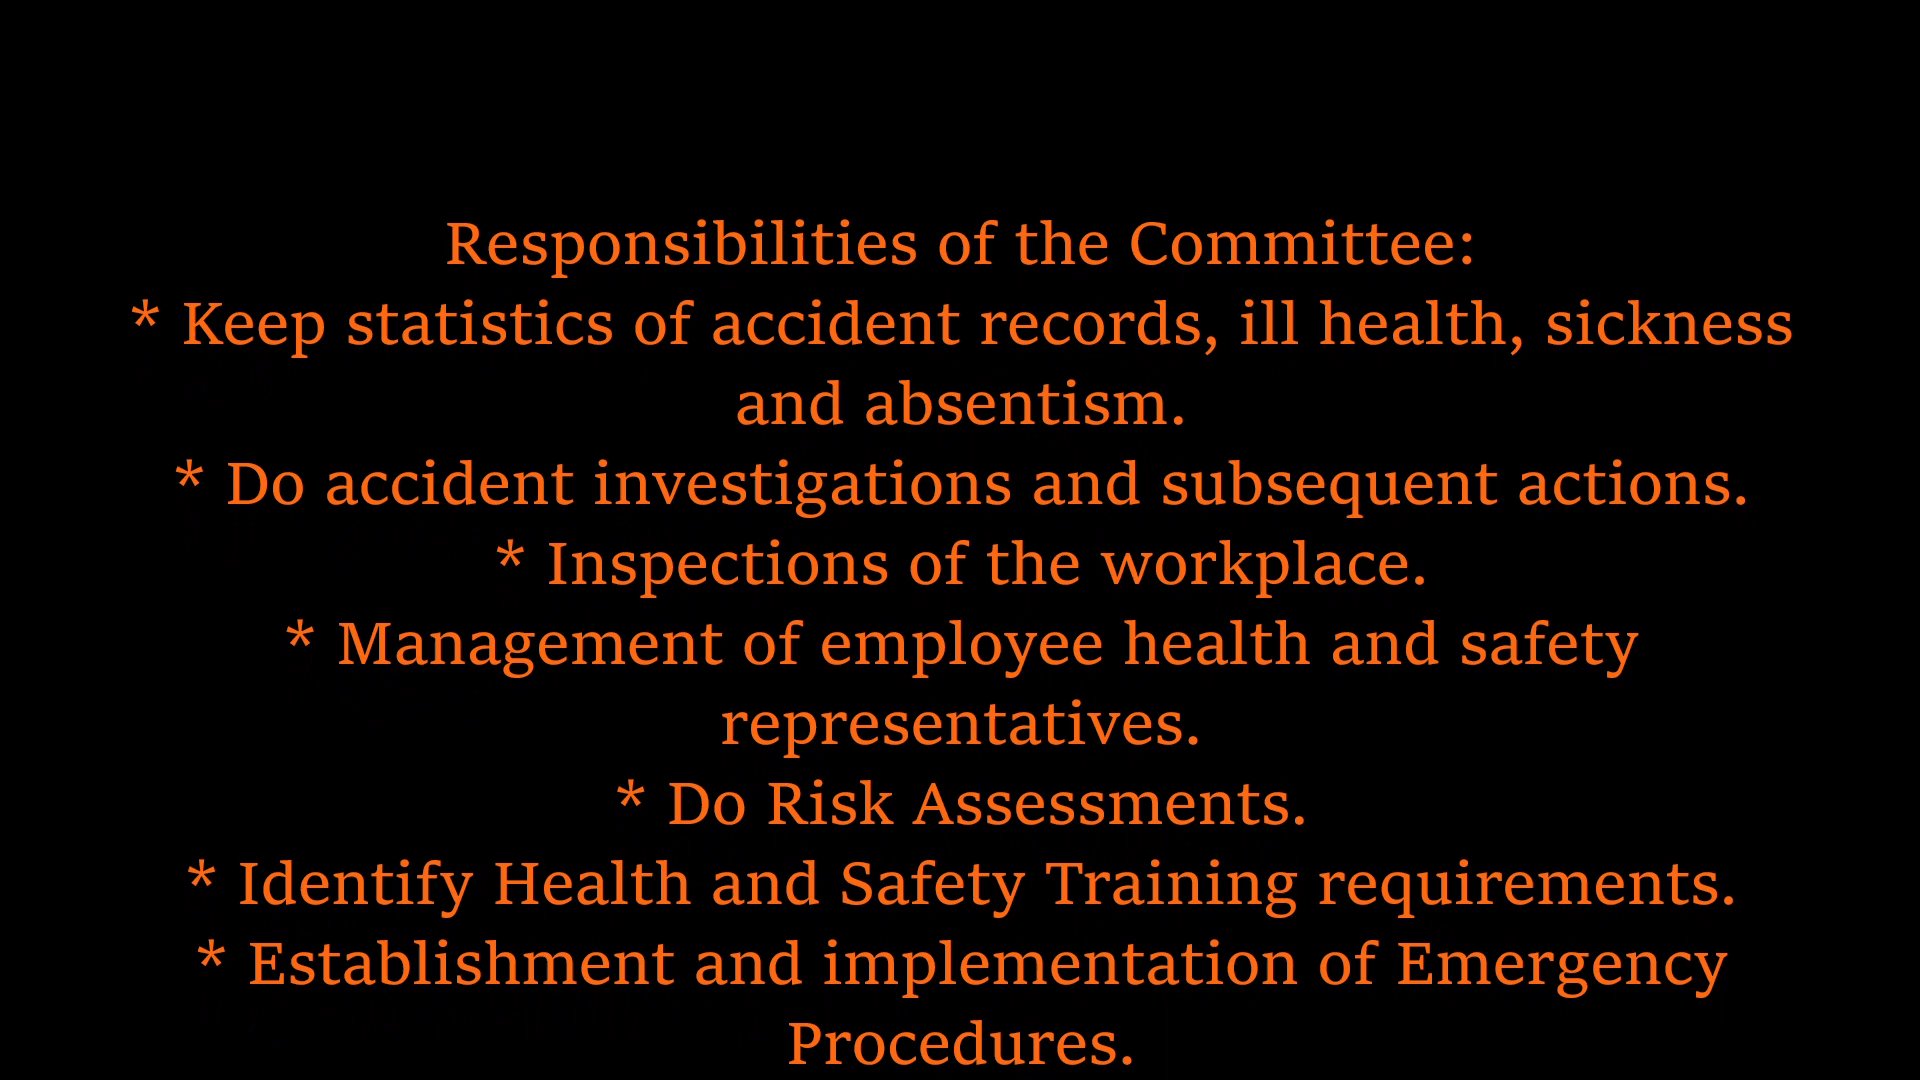 Responsibilities of the Committee:
* Keep statistics of accident records, ill health, sickness
and absentism.
* Do accident investigations and subsequent actions.
* Inspections of the workplace.
* Management of employee health and safety
representatives.
* Do Risk Assessments.
* Identify Health and Safety Training requirements.
* Establishment and implementation of Emergency
Procedures.